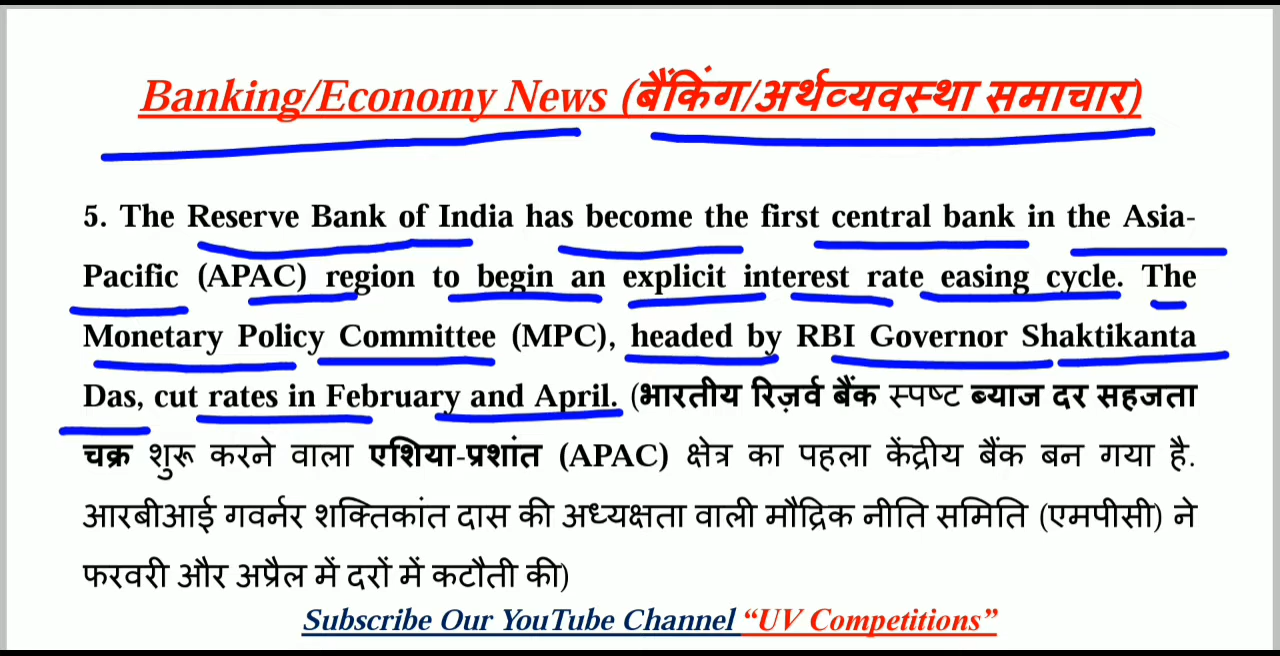 Banking/Economy News (बैंकिंग/अर्थव्यवस्था समाचार)
5. The Reserve Bank of India has become the first central bank in the Asia-
Pacific (APAC) region to begin an explicit interest rate easing cycle. The
Monetary Policy Committee (MPC), headed by RBI Governor Shaktikanta
Das, cut rates in February and April. (भारतीय रिज़र्व बैंक स्पष्ट ब्याज दर सहजता
चक्र शुरू करने वाला एशिया-प्रशांत (APAC) क्षेत्र का पहला केंद्रीय बैंक बन गया है.
आरबीआई गवर्नर शक्तिकांत दास की अध्यक्षता वाली मौद्रिक नीति समिति (एमपीसी) ने
फरवरी और अप्रैल में दरों में कटौती की)
Subscribe Our YouTube Channel “UV Competitions”